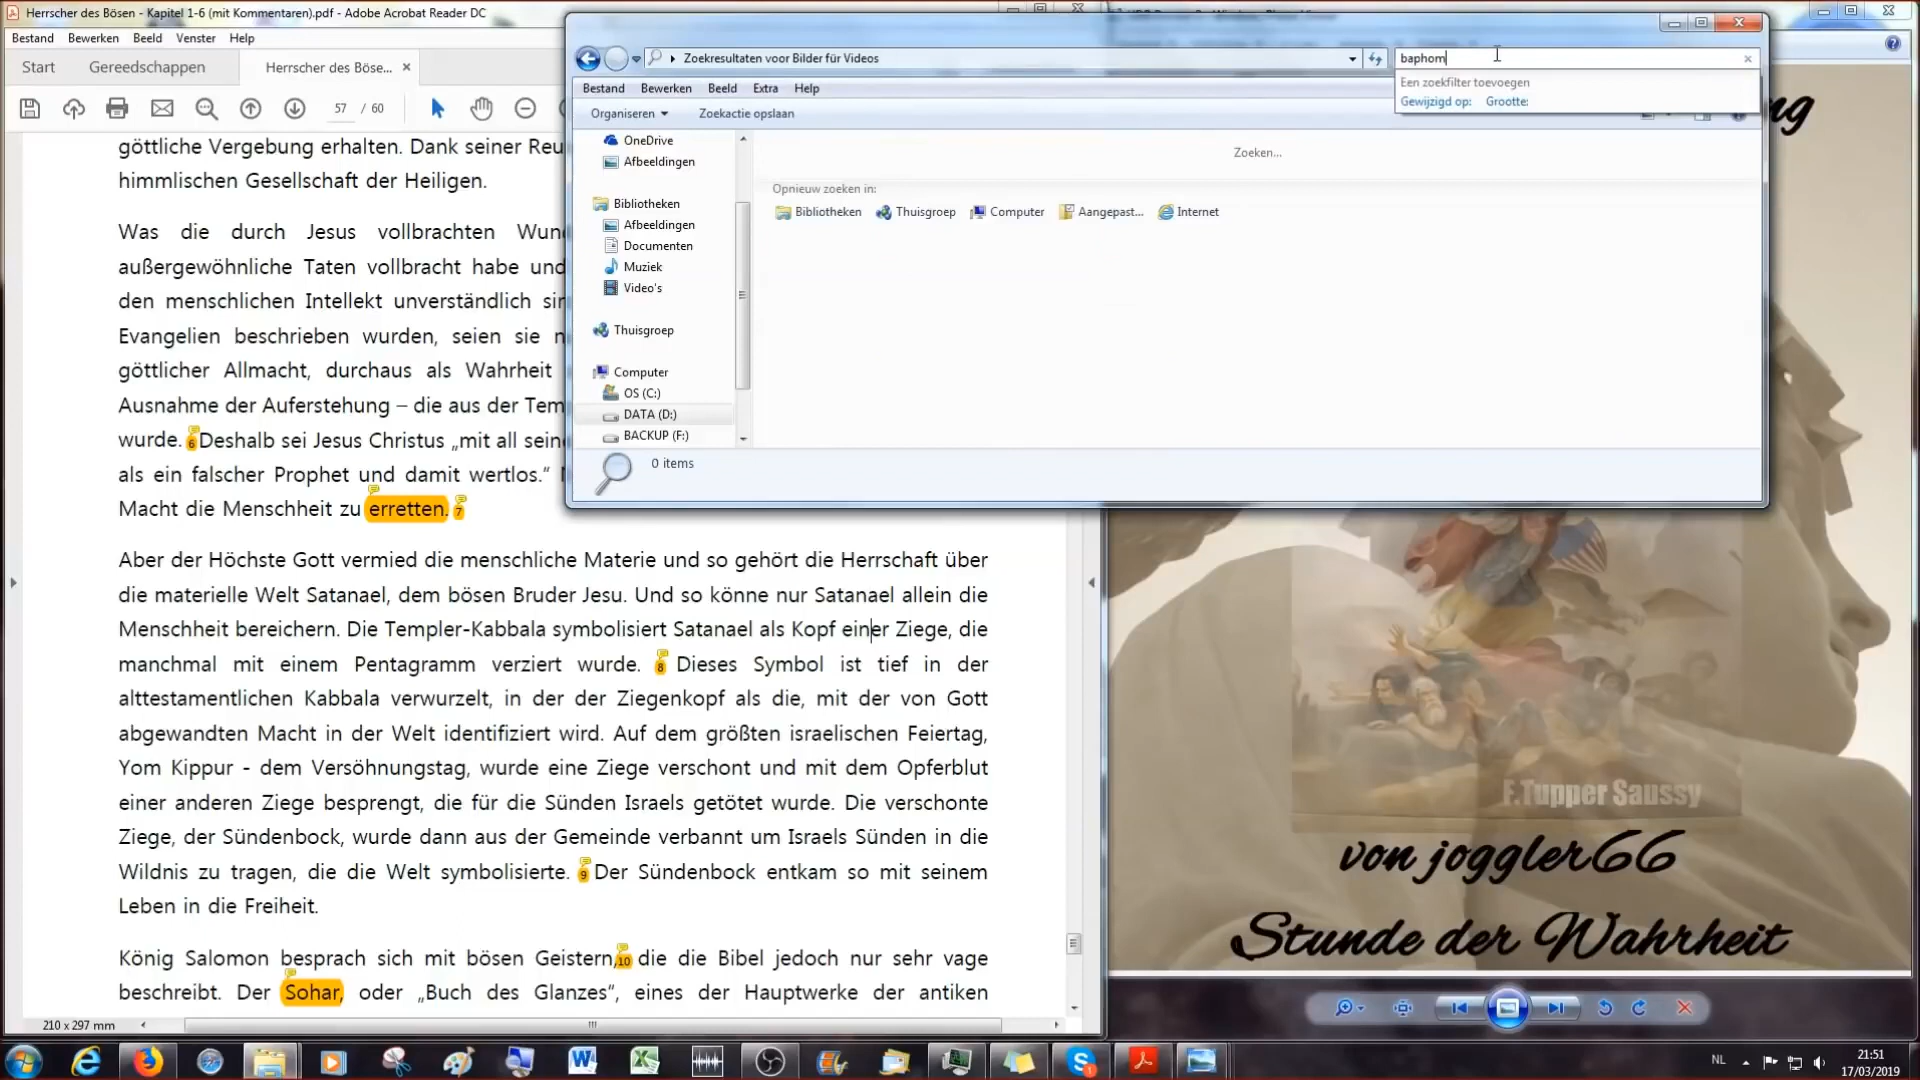 Herrscher des Bösen - Kapitel 1-6 (mit Kommentaren).pdf - Adobe Acrobat Reader DC
Bestand Bewerken Beeld Venster Help
Start Gereedschappen Herrscher des Böse... ×
57 / 60
göttliche Vergebung erhalten. Dank seiner Reu
himmlischen Gesellschaft der Heiligen.
Was die durch Jesus vollbrachten Wun
außergewöhnliche Taten vollbracht habe und
den menschlichen Intellekt unverständlich si
Evangelien beschrieben wurden, seien sie n
göttlicher Allmacht, durchaus als Wahrheit
Ausnahme der Auferstehung – die aus der Tem
wurde. 6 Deshalb sei Jesus Christus „mit all sein
als ein falscher Prophet und damit wertlos.“
Macht die Menschheit zu erretten. 7
Aber der Höchste Gott vermied die menschliche Materie und so gehört die Herrschaft über
die materielle Welt Satanael, dem bösen Bruder Jesu. Und so könne nur Satanael allein die
Menschheit bereichern. Die Templer-Kabbala symbolisiert Satanael als Kopf einer Ziege, die
manchmal mit einem Pentagramm verziert wurde. 8 Dieses Symbol ist tief in der
alttestamentlichen Kabbala verwurzelt, in der der Ziegenkopf als die, mit der von Gott
abgewandten Macht in der Welt identifiziert wird. Auf dem größten israelischen Feiertag,
Yom Kippur - dem Versöhnungstag, wurde eine Ziege verschont und mit dem Opferblut
einer anderen Ziege besprengt, die für die Sünden Israels getötet wurde. Die verschonte
Ziege, der Sündenbock, wurde dann aus der Gemeinde verbannt um Israels Sünden in die
Wildnis zu tragen, die die Welt symbolisierte. 9 Der Sündenbock entkam so mit seinem
Leben in die Freiheit.
König Salomon besprach sich mit bösen Geistern, 10 die die Bibel jedoch nur sehr vage
beschreibt. Der Sohar, oder „Buch des Glanzes“, eines der Hauptwerke der antiken
210 x 297 mm
Zoekresultaten voor Bilder für Videos
baphom
Een zoekfilter toevoegen
Gewijzigd op: Grootte:
Bestand Bewerken Beeld Extra Help
Organiseren Zoekactie opslaan
OneDrive
Afbeeldingen
Bibliotheken
Afbeeldingen
Documenten
Muziek
Video's
Thuisgroep
Computer
OS (C:)
DATA (D:)
BACKUP (F:)
Zoeken...
Opnieuw zoeken in:
Bibliotheken Thuisgroep Computer Aangepast... Internet
0 items
F.Tupper Saussy
von joggler66
Stunde der Wahrheit
NL
21:51
17/03/2019